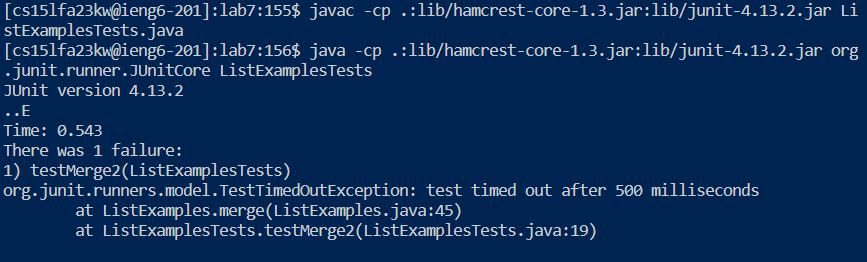 [cs15lfa23kw@ieng6-201]:lab7:155$ javac -cp .:lib/hamcrest-core-1.3.jar:lib/junit-4.13.2.jar Li
stExamplesTests.java
[cs15lfa23kw@ieng6-201]:lab7:156$ java -cp .:lib/hamcrest-core-1.3.jar:lib/junit-4.13.2.jar org
.junit.runner.JUnitCore ListExamplesTests
JUnit version 4.13.2
..E
Time: 0.543
There was 1 failure:
1) testMerge2(ListExamplesTests)
org.junit.runners.model.TestTimedOutException: test timed out after 500 milliseconds
        at ListExamples.merge(ListExamples.java:45)
        at ListExamplesTests.testMerge2(ListExamplesTests.java:19)